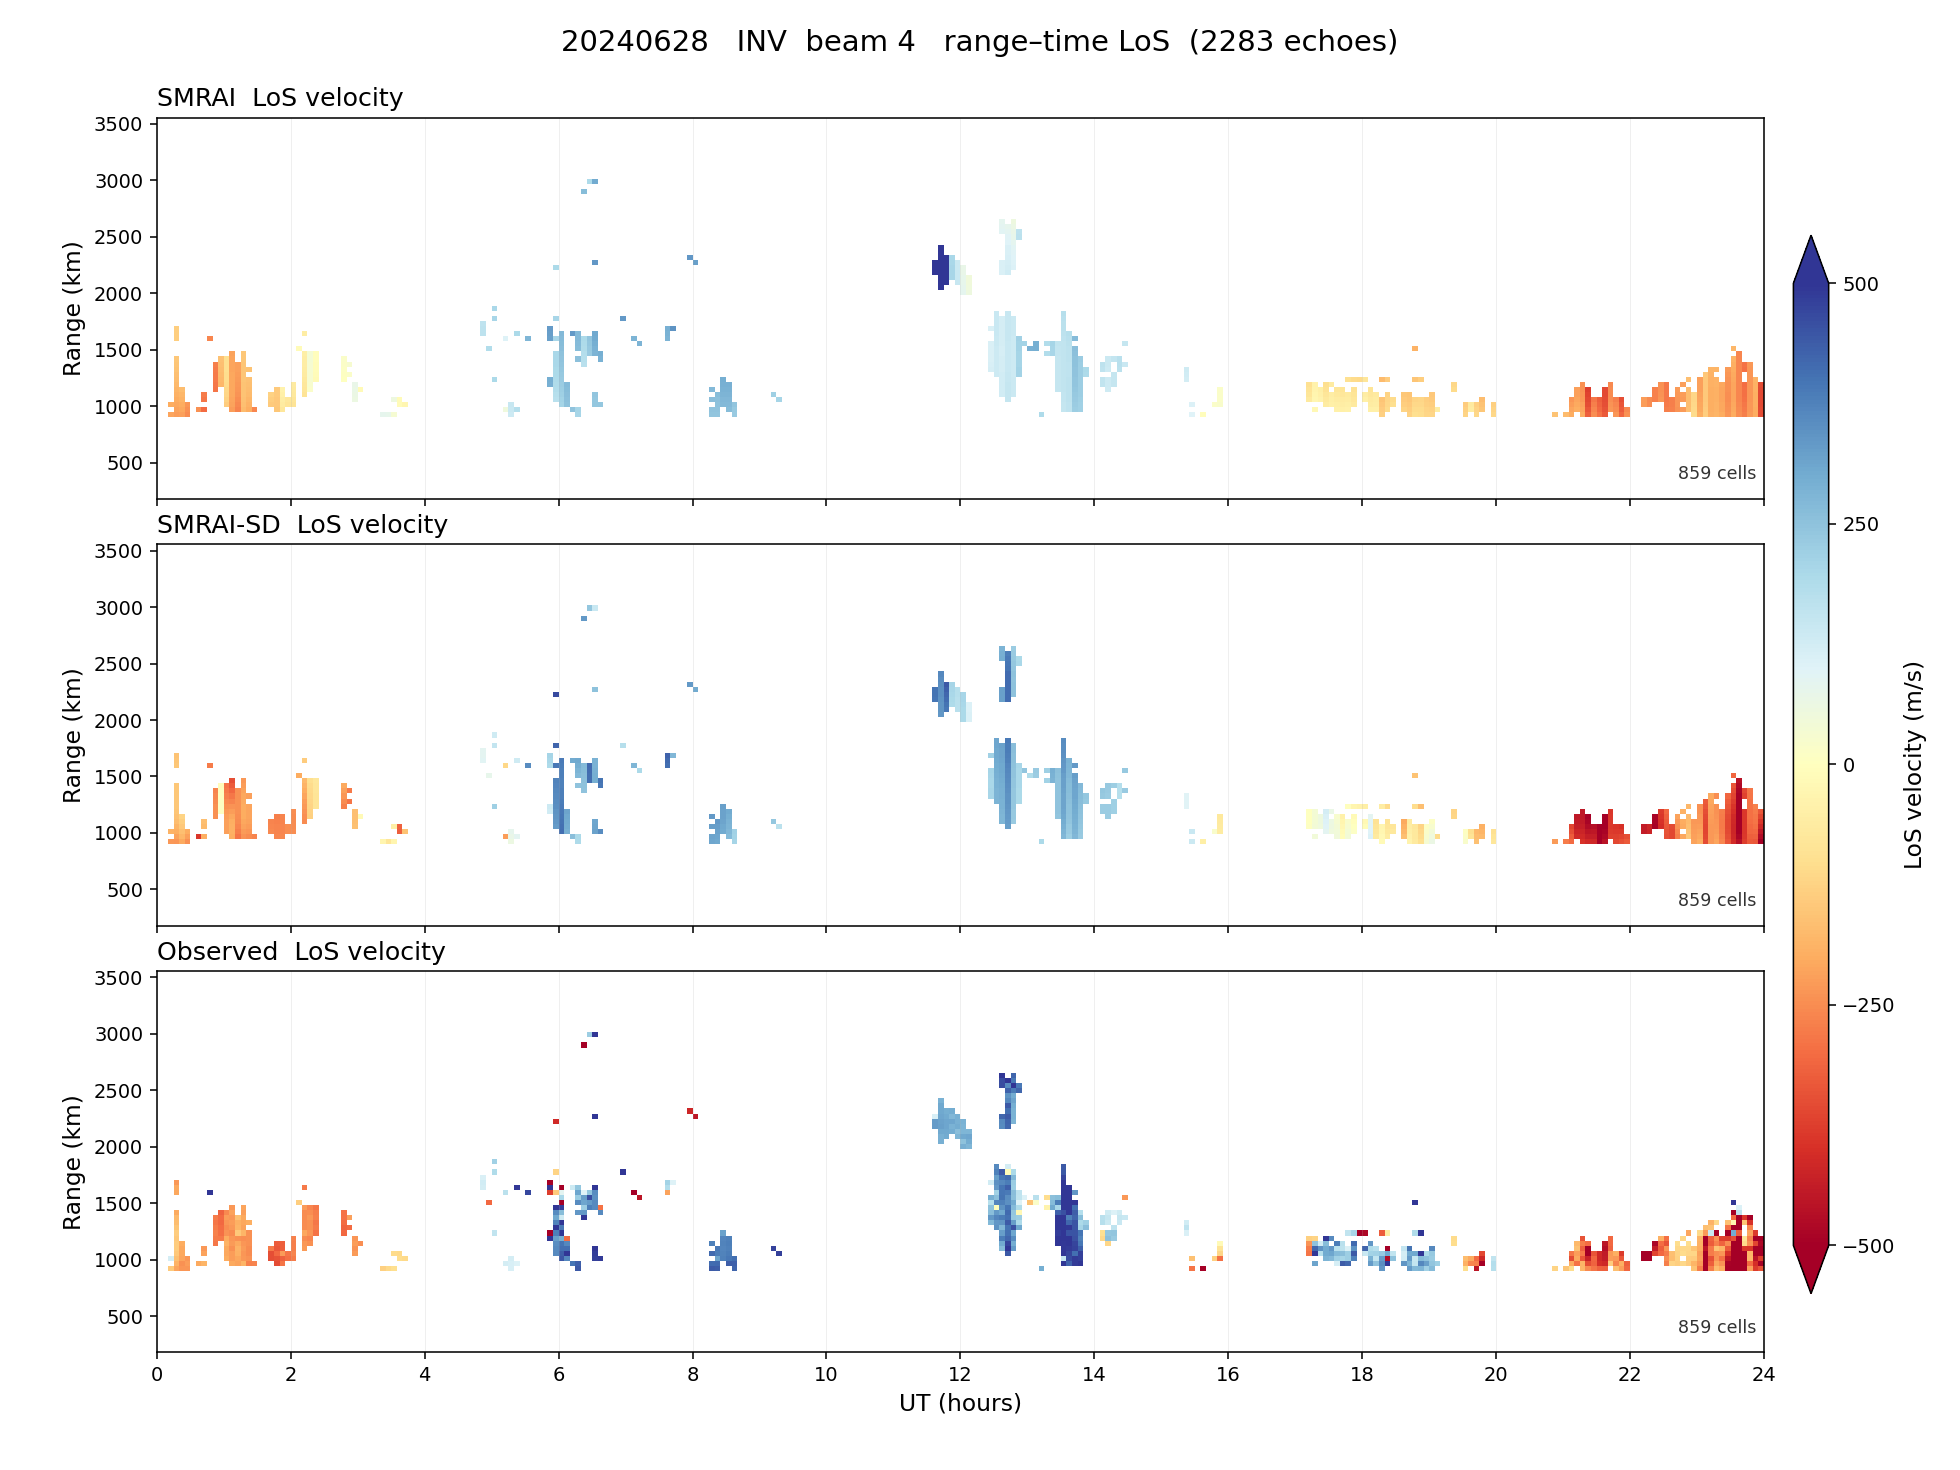 20240628   INV  beam 4   range–time LoS  (2283 echoes)
SMRAI  LoS velocity
3500
3000
2500
2000
1500
1000
500
Range (km)
859 cells
SMRAI-SD  LoS velocity
3500
3000
2500
2000
1500
1000
500
Range (km)
859 cells
Observed  LoS velocity
3500
3000
2500
2000
1500
1000
500
Range (km)
859 cells
0 2 4 6 8 10 12 14 16 18 20 22 24
UT (hours)
500
250
0
−250
−500
LoS velocity (m/s)